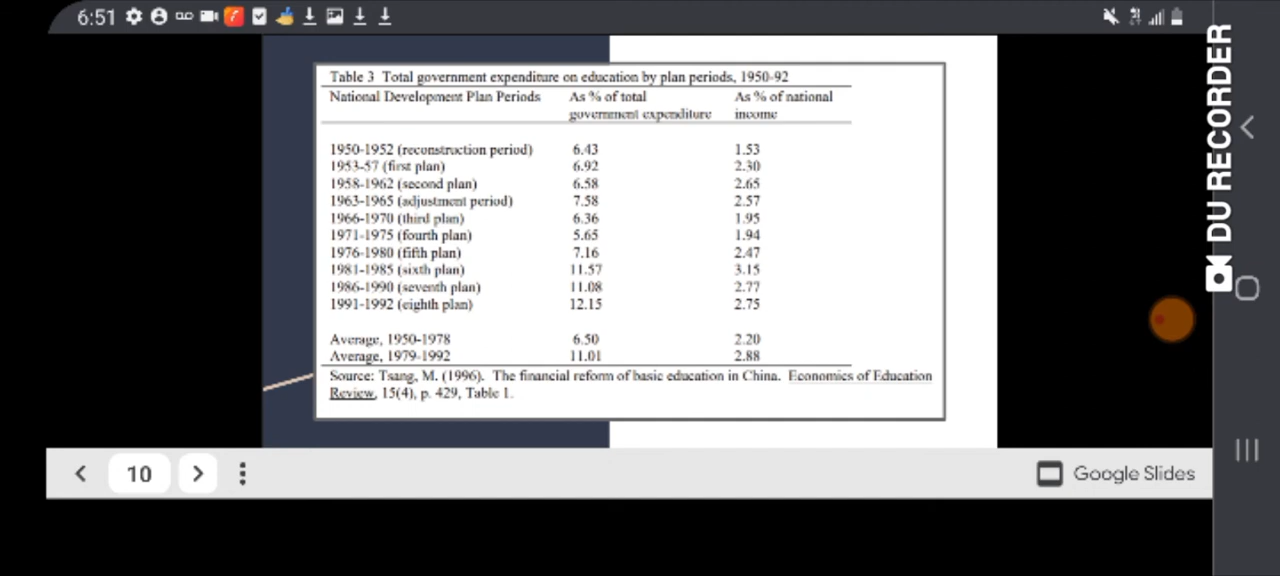 6:51
Table 3 Total government expenditure on education by plan periods, 1950-92
National Development Plan Periods As % of total As % of national
government expenditure income
1950-1952 (reconstruction period) 6.43 1.53
1953-57 (first plan) 6.92 2.30
1958-1962 (second plan) 6.58 2.65
1963-1965 (adjustment period) 7.58 2.57
1966-1970 (third plan) 6.36 1.95
1971-1975 (fourth plan) 5.65 1.94
1976-1980 (fifth plan) 7.16 2.47
1981-1985 (sixth plan) 11.57 3.15
1986-1990 (seventh plan) 11.08 2.77
1991-1992 (eighth plan) 12.15 2.75
Average, 1950-1978 6.50 2.20
Average, 1979-1992 11.01 2.88
Source: Tsang, M. (1996). The financial reform of basic education in China. Economics of Education
Review, 15(4), p. 429, Table 1.
10
Google Slides
DU RECORDER